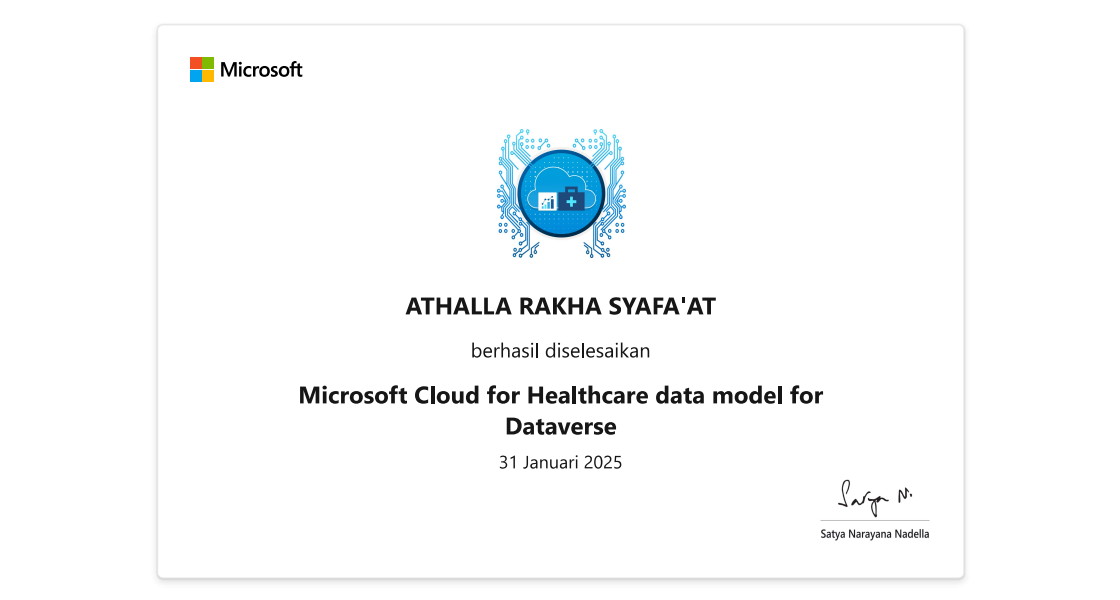 Microsoft
ATHALLA RAKHA SYAFA'AT
berhasil diselesaikan
Microsoft Cloud for Healthcare data model for
Dataverse
31 Januari 2025
Satya N.
Satya Narayana Nadella